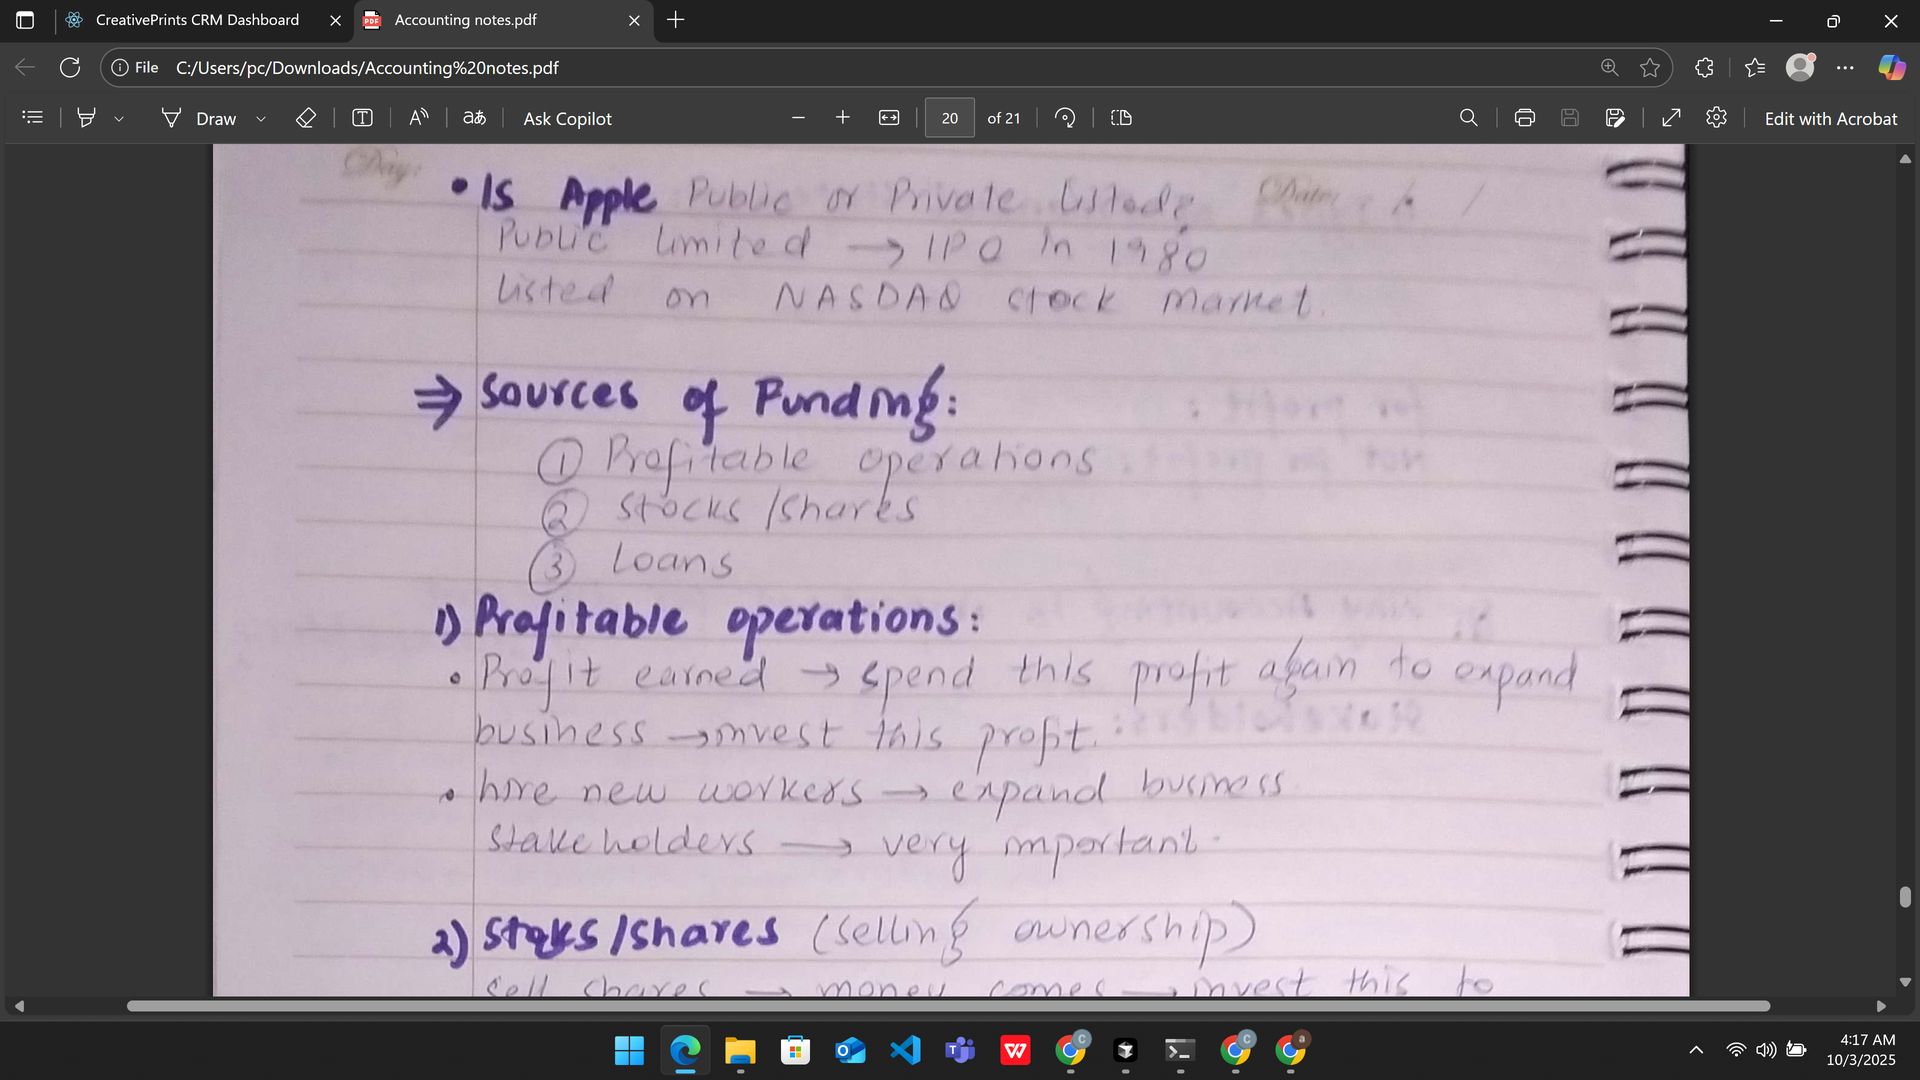 CreativePrints CRM Dashboard
Accounting notes.pdf
File
C:/Users/pc/Downloads/Accounting%20notes.pdf
Draw
Ask Copilot
20 of 21
Edit with Acrobat
Day:
• Is Apple Public or Private listed?
Date: / /
Public limited → IPO in 1980
listed on NASDAQ stock market.
⇒ Sources of Funding:
① Profitable operations
② Stocks /shares
③ Loans
1) Profitable operations:
• Profit earned → spend this profit again to expand
business → invest this profit.
• hire new workers → expand business
stakeholders → very important.
2) Stoks/shares (selling ownership)
Sell shares → money comes → invest this to
4:17 AM
10/3/2025